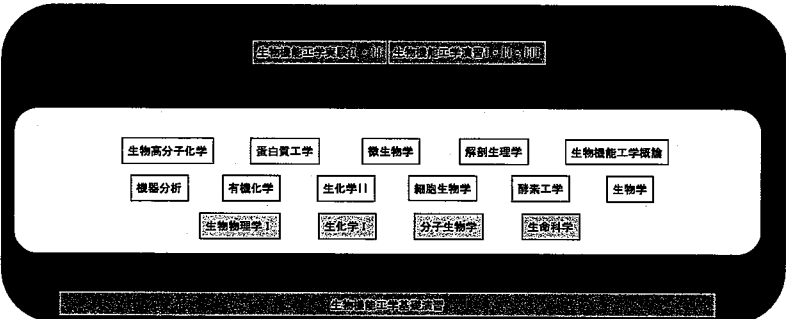 生物機能工学実験I・II 生物機能工学演習I・II・III
生物高分子化学 蛋白質工学 微生物学 解剖生理学 生物機能工学概論
機器分析 有機化学 生化学II 細胞生物学 酵素工学 生物学
生物物理学I 生化学I 分子生物学 生命科学
生物機能工学基礎演習